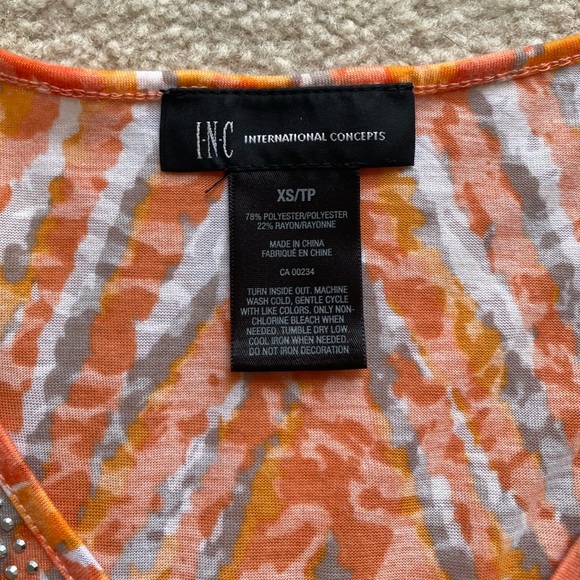 I·N·C INTERNATIONAL CONCEPTS
XS/TP
78% POLYESTER/POLYESTER
22% RAYON/RAYONNE
MADE IN CHINA
FABRIQUÉ EN CHINE
CA 00234
TURN INSIDE OUT. MACHINE
WASH COLD, GENTLE CYCLE
WITH LIKE COLORS. ONLY NON-
CHLORINE BLEACH WHEN
NEEDED. TUMBLE DRY LOW.
COOL IRON WHEN NEEDED.
DO NOT IRON DECORATION